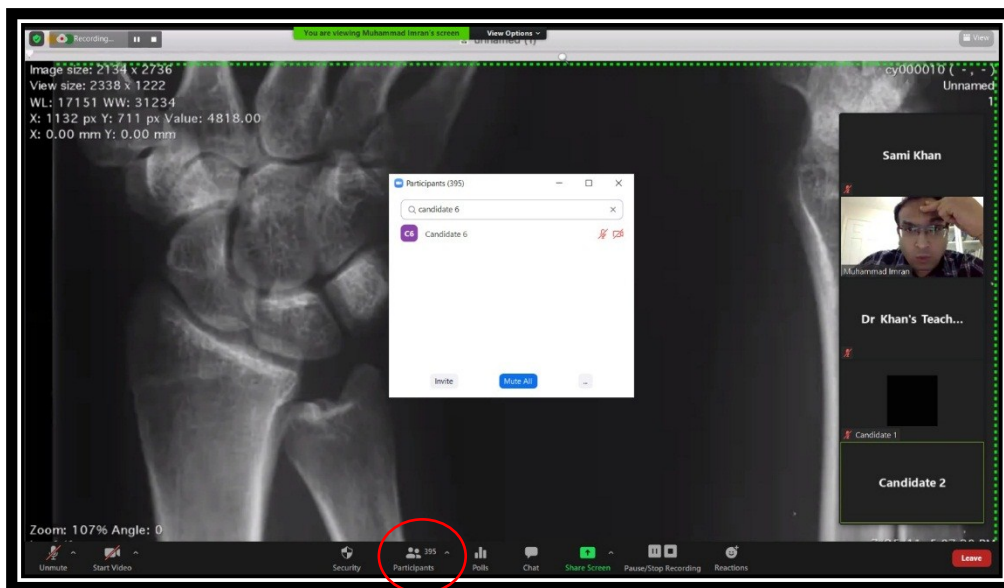 Recording...
You are viewing Muhammad Imran's screen
View Options
unnamed (1)
View
Image size: 2134 x 2736
View size: 2338 x 1222
WL: 17151 WW: 31234
X: 1132 px Y: 711 px Value: 4818.00
X: 0.00 mm Y: 0.00 mm
cy000010 ( - , - )
Unnamed
1
Participants (395)
candidate 6
C6 Candidate 6
Invite
Mute All
...
Sami Khan
Muhammad Imran
Dr Khan's Teach...
Candidate 1
Candidate 2
Zoom: 107% Angle: 0
Unmute
Start Video
Security
395
Participants
Polls
Chat
Share Screen
Pause/Stop Recording
Reactions
Leave